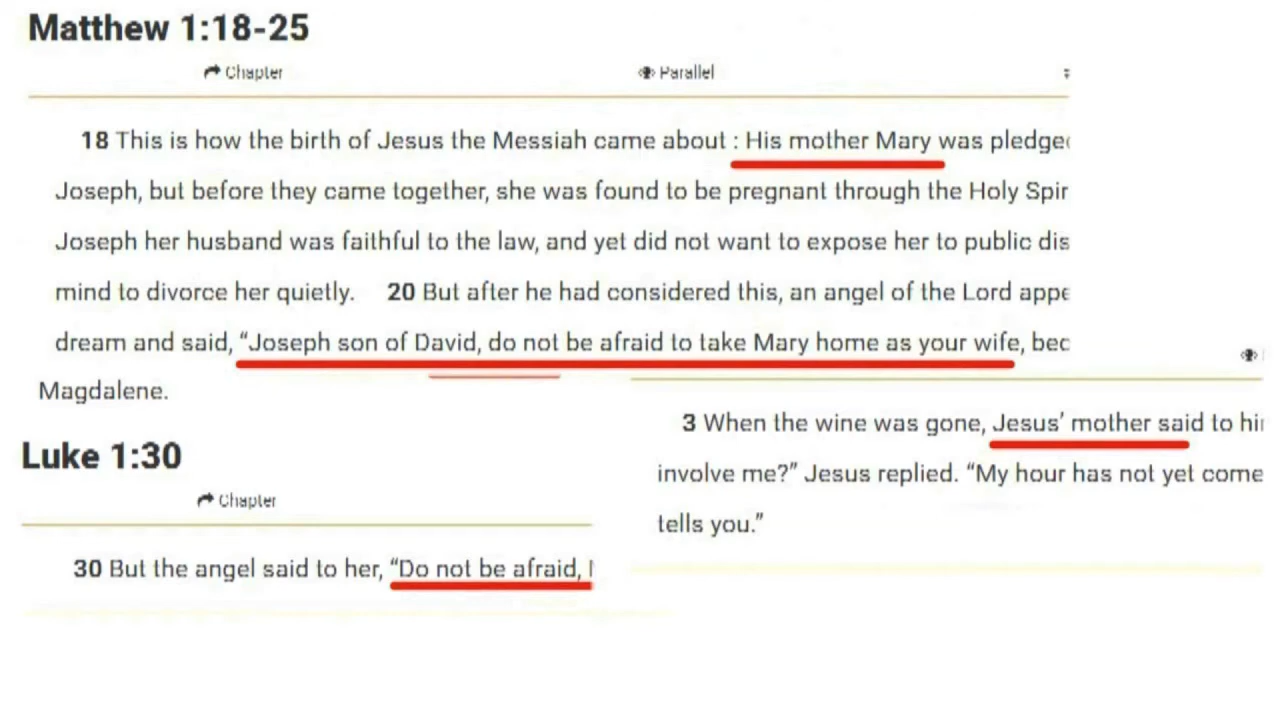 Matthew 1:18-25
Chapter
Parallel
18 This is how the birth of Jesus the Messiah came about : His mother Mary was pledge
Joseph, but before they came together, she was found to be pregnant through the Holy Spir
Joseph her husband was faithful to the law, and yet did not want to expose her to public dis
mind to divorce her quietly. 20 But after he had considered this, an angel of the Lord appe
dream and said, “Joseph son of David, do not be afraid to take Mary home as your wife, bec
Magdalene.
Luke 1:30
Chapter
30 But the angel said to her, “Do not be afraid,
3 When the wine was gone, Jesus’ mother said to hi
involve me?” Jesus replied. “My hour has not yet come
tells you.”